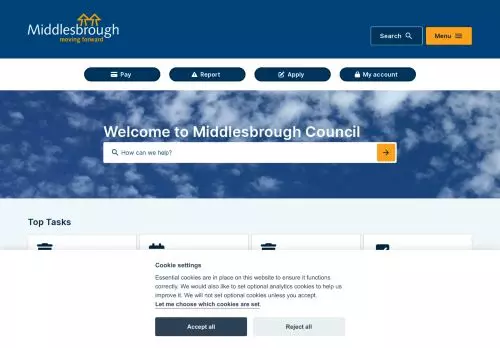 Middlesbrough
moving forward
Search
Menu
Pay
Report
Apply
My account
Welcome to Middlesbrough Council
How can we help?
Top Tasks
Cookie settings
Essential cookies are in place on this website to ensure it functions
correctly. We would also like to set optional analytics cookies to help us
improve it. We will not set optional cookies unless you accept.
Let me choose which cookies are set.
Accept all
Reject all